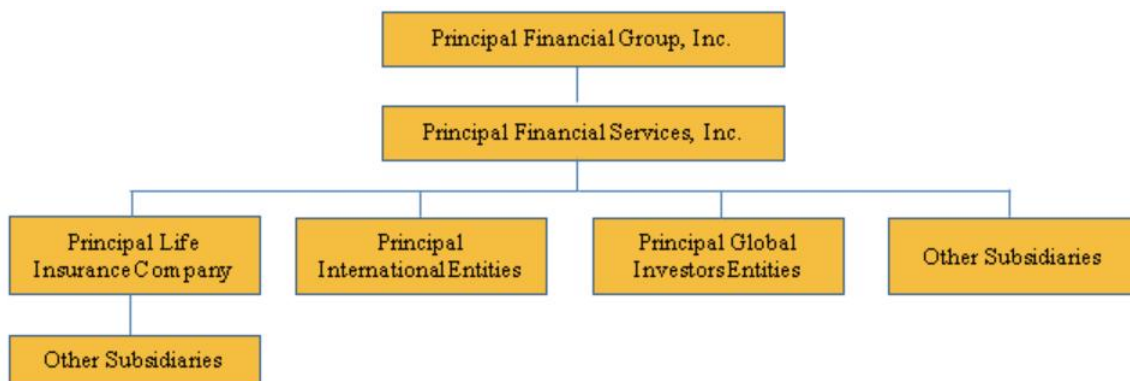 Principal Financial Group, Inc.
Principal Financial Services, Inc.
Principal Life
Insurance Company
Principal
International Entities
Principal Global
Investors Entities
Other Subsidiaries
Other Subsidiaries